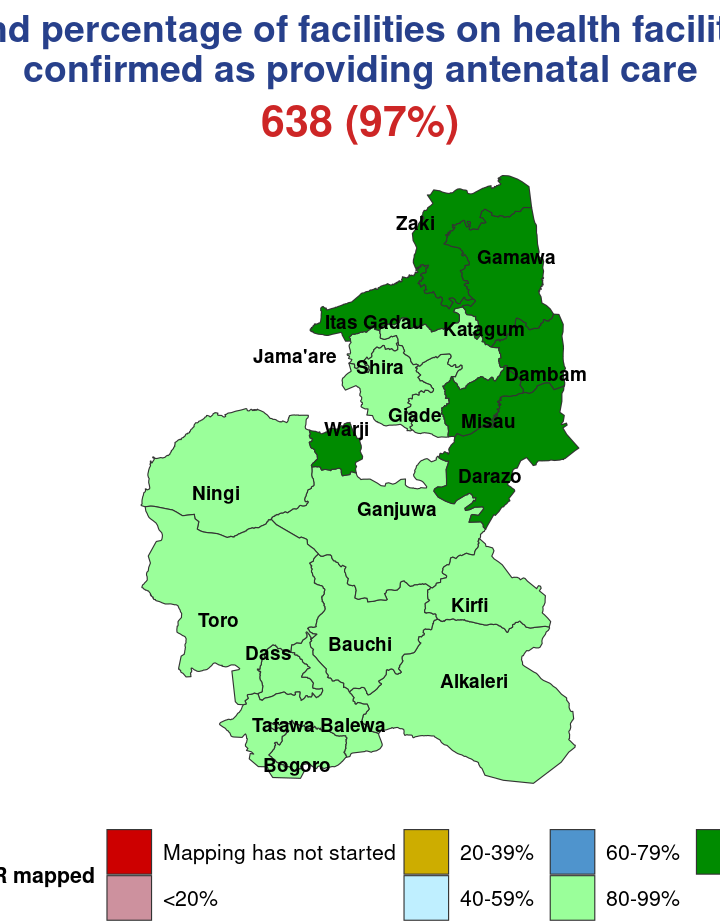 nd percentage of facilities on health facilit
confirmed as providing antenatal care
638 (97%)
Zaki
Gamawa
Itas Gadau
Katagum
Jama'are
Shira
Dambam
Giade
Misau
Warji
Darazo
Ningi
Ganjuwa
Kirfi
Toro
Bauchi
Dass
Alkaleri
Tafawa Balewa
Bogoro
R mapped
Mapping has not started
20-39%
60-79%
<20%
40-59%
80-99%